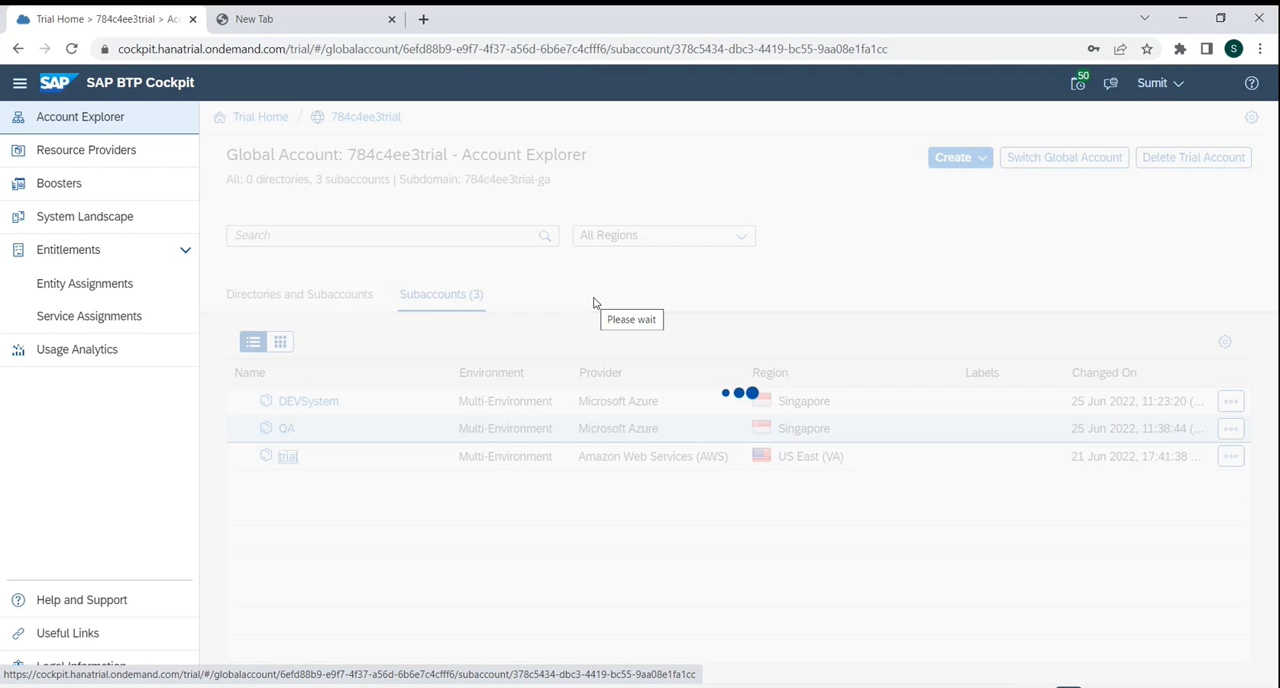 Trial Home > 784c4ee3trial > Ac
New Tab
cockpit.hanatrial.ondemand.com/trial/#/globalaccount/6efd88b9-e9f7-4f37-a56d-6b6e7c4cfff6/subaccount/378c5434-dbc3-4419-bc55-9aa08e1fa1cc
S
SAP SAP BTP Cockpit
50
Sumit
Account Explorer
Resource Providers
Boosters
System Landscape
Entitlements
Entity Assignments
Service Assignments
Usage Analytics
Help and Support
Useful Links
Legal Information
Trial Home / 784c4ee3trial
Global Account: 784c4ee3trial - Account Explorer
Create
Switch Global Account
Delete Trial Account
All: 0 directories, 3 subaccounts | Subdomain: 784c4ee3trial-ga
Search
All Regions
Directories and Subaccounts
Subaccounts (3)
Please wait
Name Environment Provider Region Labels Changed On
DEVSystem Multi-Environment Microsoft Azure Singapore 25 Jun 2022, 11:23:20 (...
QA Multi-Environment Microsoft Azure Singapore 25 Jun 2022, 11:38:44 (...
trial Multi-Environment Amazon Web Services (AWS) US East (VA) 21 Jun 2022, 17:41:38 ...
https://cockpit.hanatrial.ondemand.com/trial/#/globalaccount/6efd88b9-e9f7-4f37-a56d-6b6e7c4cfff6/subaccount/378c5434-dbc3-4419-bc55-9aa08e1fa1cc